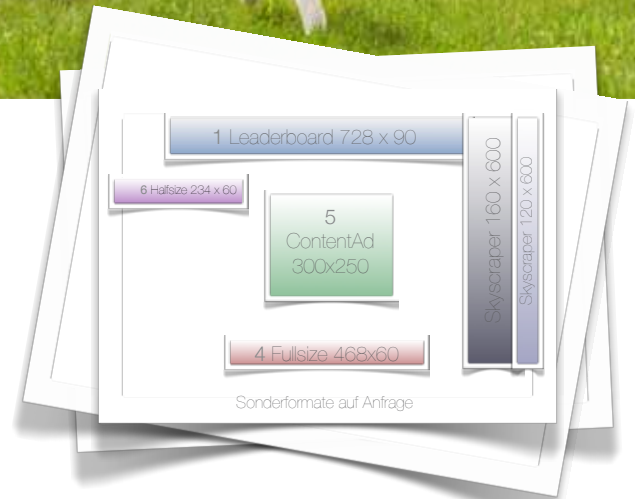 1 Leaderboard 728 x 90
6 Halfsize 234 x 60
5
ContentAd
300x250
Skyscraper 160 x 600
Skyscraper 120 x 600
4 Fullsize 468x60
Sonderformate auf Anfrage